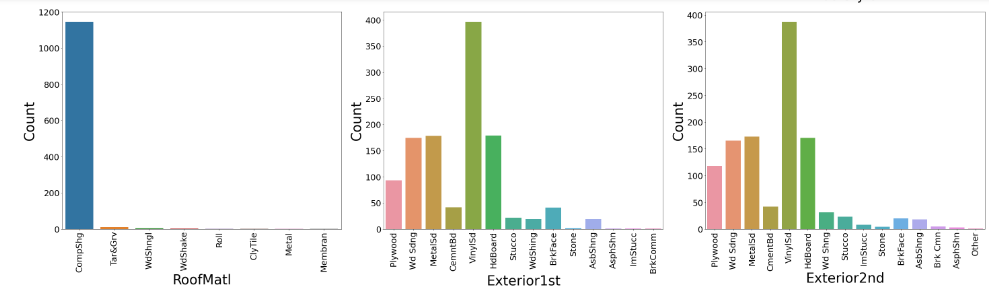 1200
1000
800
600
400
200
0
Count
CompShg
Tar&Grv
WdShngl
WdShake
Roll
ClyTile
Metal
Membran
RoofMatl
400
350
300
250
200
150
100
50
0
Count
Plywood
Wd Sdng
MetalSd
CemntBd
VinylSd
HdBoard
Stucco
WdShing
BrkFace
Stone
AsbShng
AsphShn
ImStucc
BrkComm
Exterior1st
400
350
300
250
200
150
100
50
0
Count
Plywood
Wd Sdng
MetalSd
CmentBd
VinylSd
HdBoard
Wd Shng
Stucco
ImStucc
Stone
BrkFace
AsbShng
Brk Cmn
AsphShn
Other
Exterior2nd